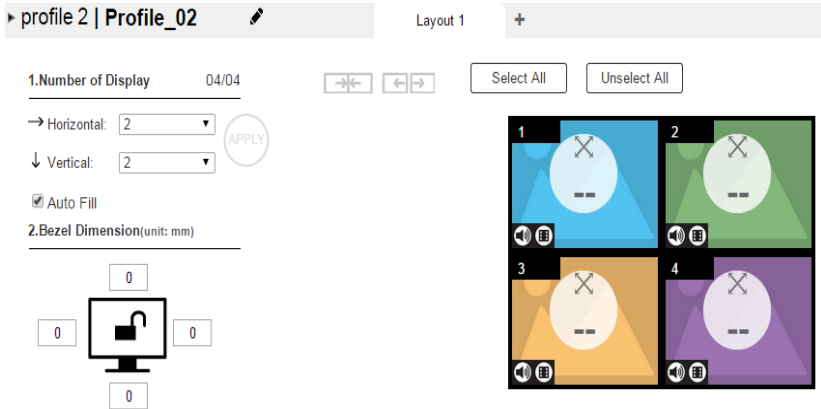 profile 2 | Profile_02
Layout 1
+
1.Number of Display 04/04
Select All
Unselect All
Horizontal: 2
APPLY
Vertical: 2
Auto Fill
2.Bezel Dimension(unit: mm)
0
0
0
0
1
--
2
--
3
--
4
--